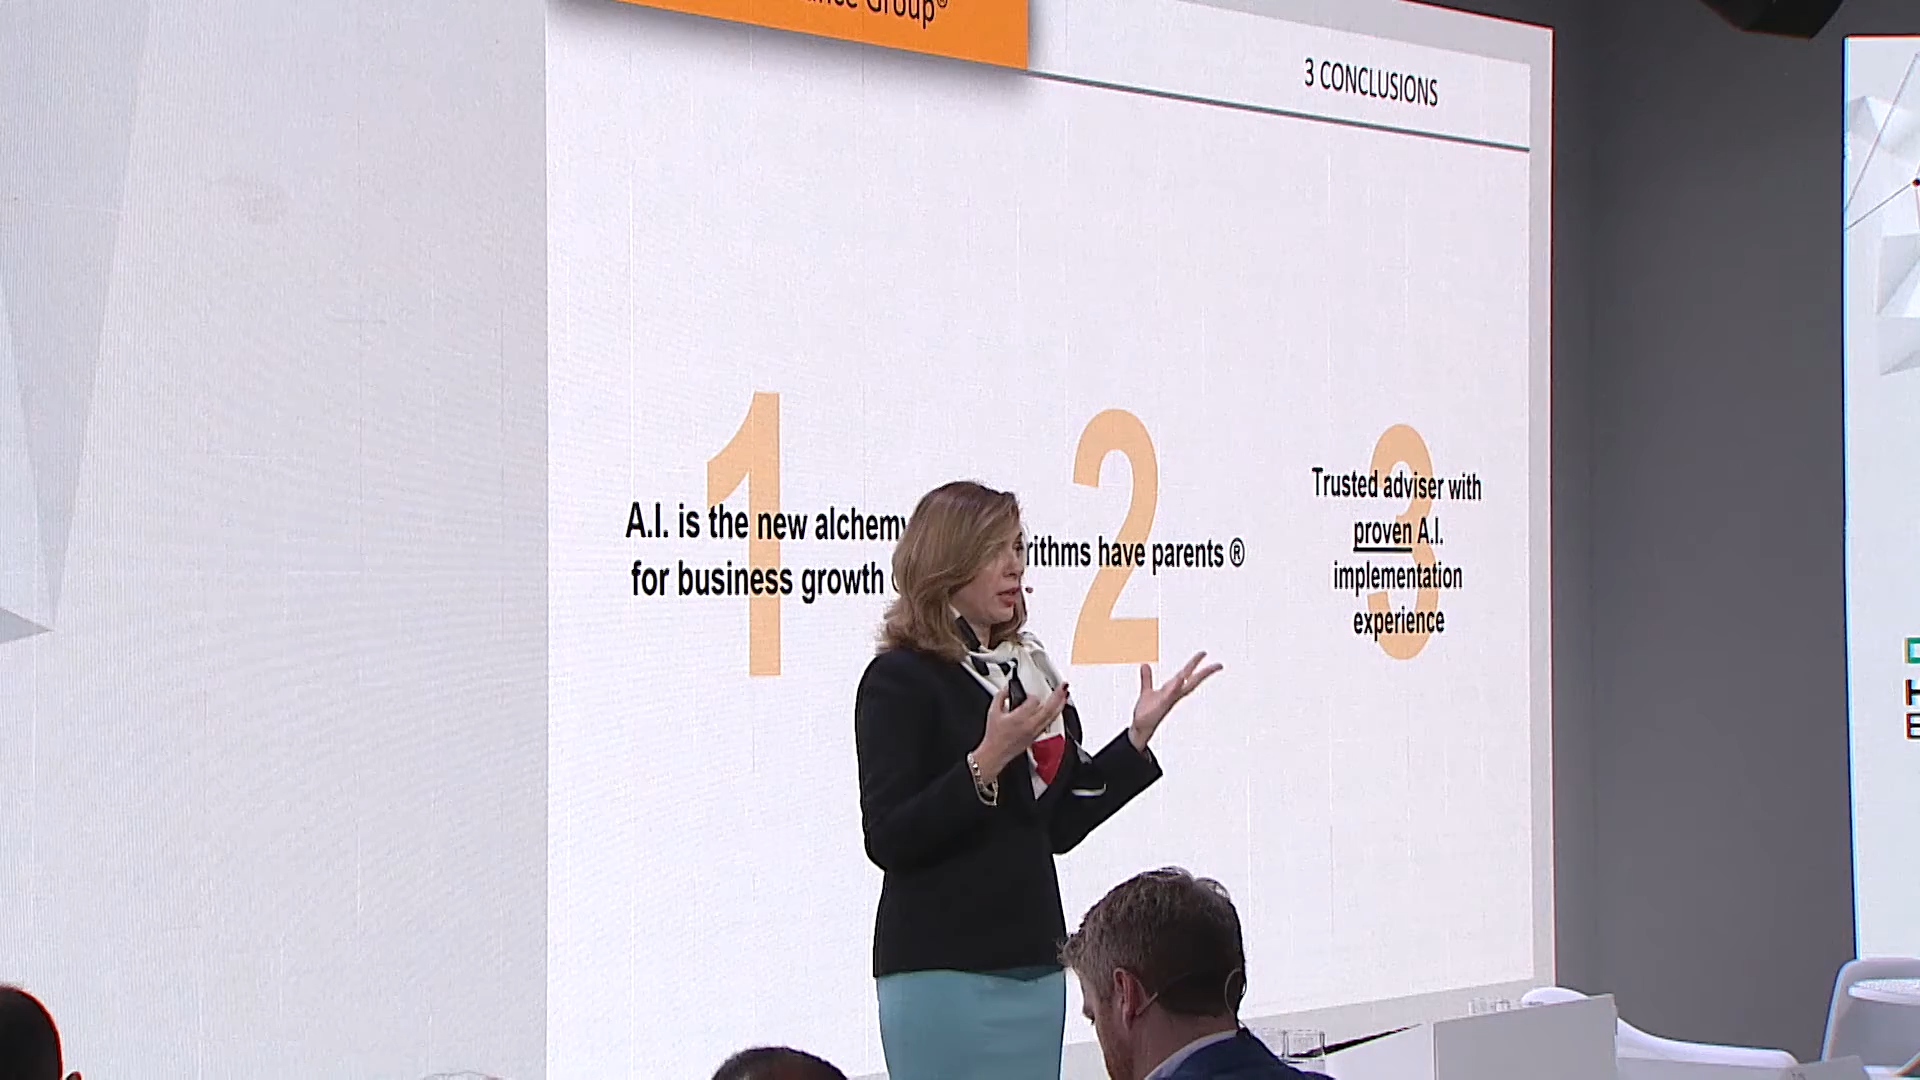 Group®
3 CONCLUSIONS
1
A.I. is the new alchemy
for business growth
2
have parents ®
3
Trusted adviser with
proven A.I.
implementation
experience